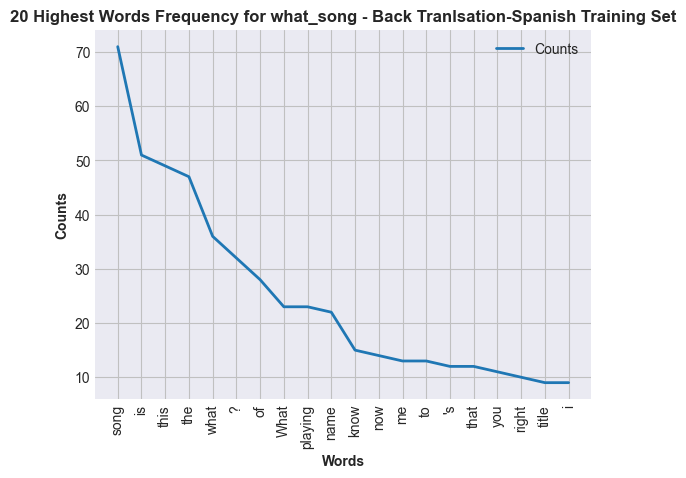 20 Highest Words Frequency for what_song - Back Tranlsation-Spanish Training Set
Counts
70
60
50
40
30
20
10
Counts
song
is
this
the
what
?
of
What
playing
name
know
now
me
to
's
that
you
right
title
i
Words